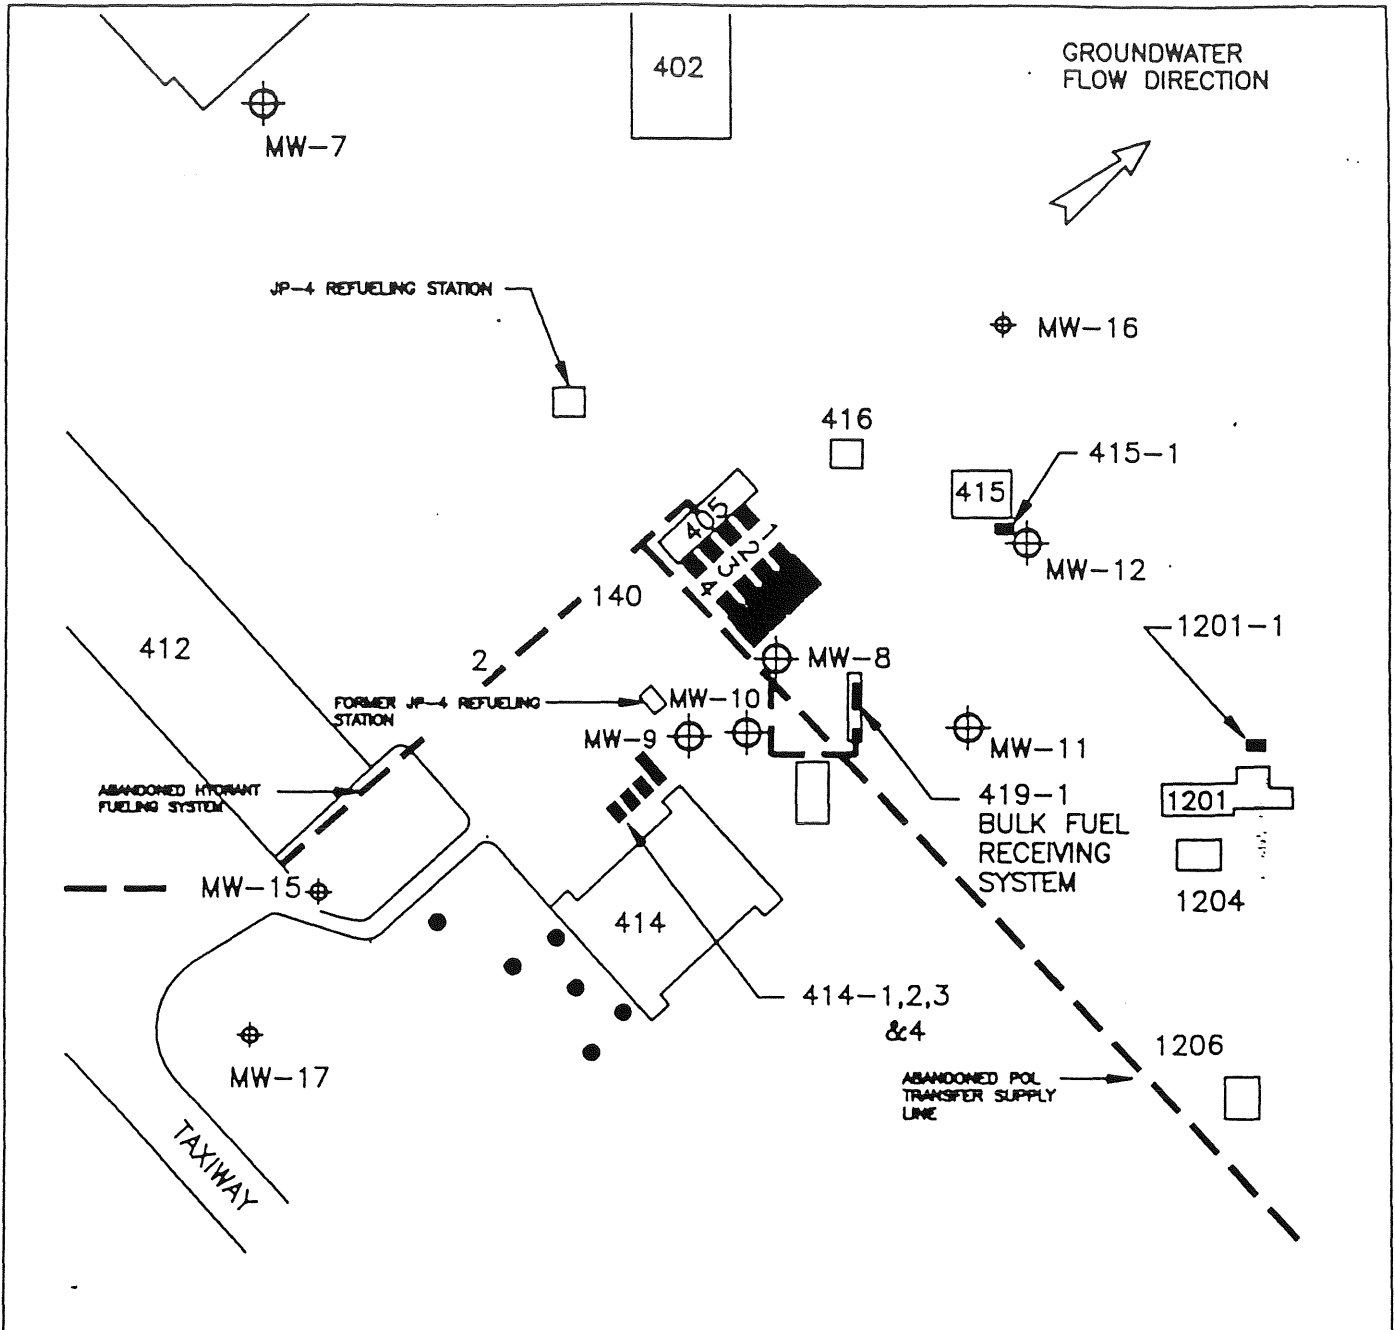 402
GROUNDWATER
FLOW DIRECTION
MW-7
JP-4 REFUELING STATION
MW-16
416
415-1
415
405
1
2
3
4
MW-12
140
1201-1
412
2
MW-8
FORMER JP-4 REFUELING
STATION
MW-10
MW-9
MW-11
ABANDONED HYDRANT
FUELING SYSTEM
419-1
BULK FUEL
RECEIVING
SYSTEM
1201
MW-15
1204
414
414-1,2,3
&4
1206
MW-17
ABANDONED POL
TRANSFER SUPPLY
LINE
TAXIWAY